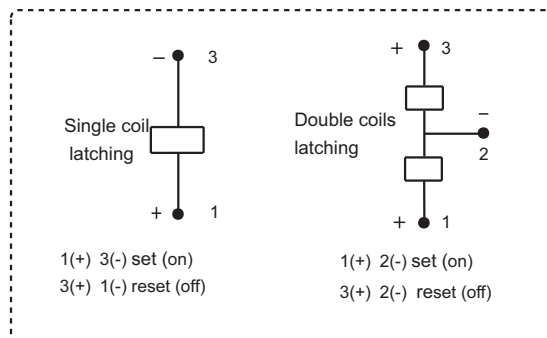 − 3
Single coil
latching
+ 1
1(+) 3(-) set (on)
3(+) 1(-) reset (off)
+ 3
Double coils
latching
−
2
+ 1
1(+) 2(-) set (on)
3(+) 2(-) reset (off)